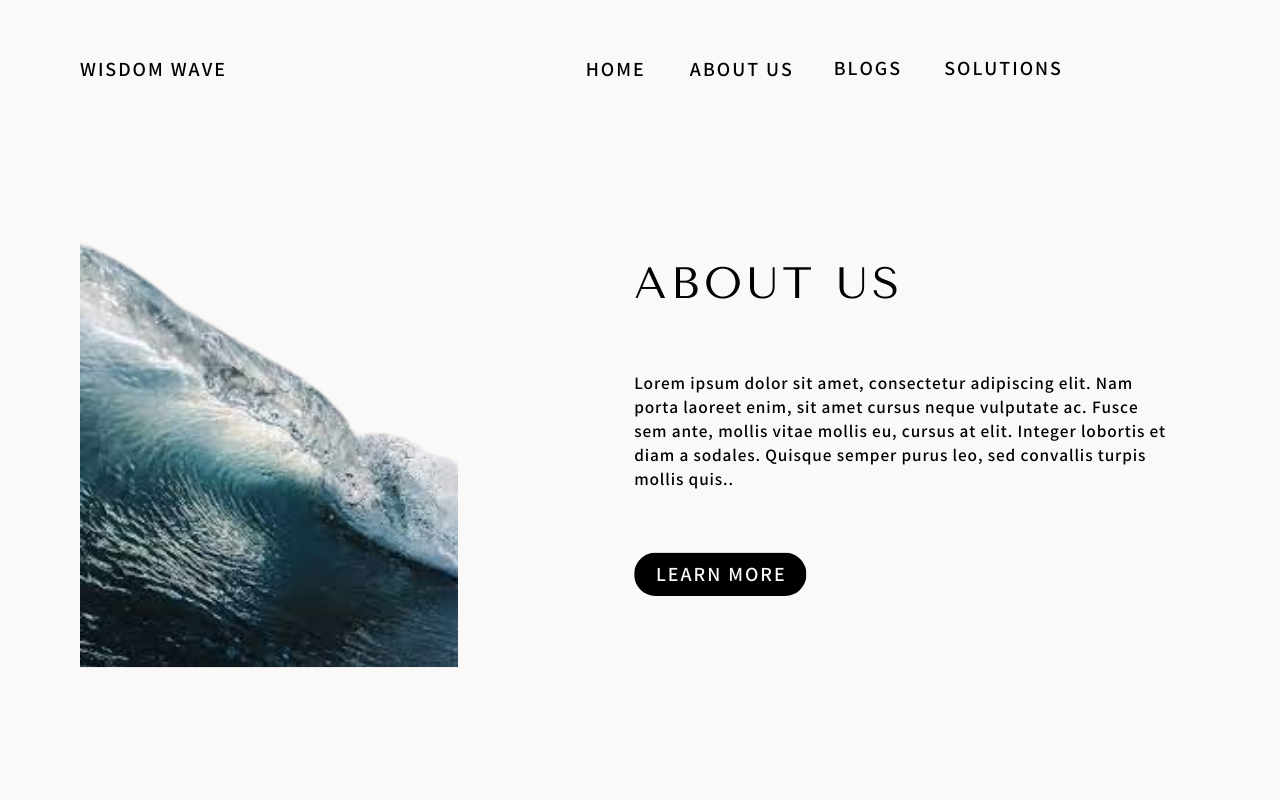 WISDOM WAVE
HOME ABOUT US BLOGS SOLUTIONS
ABOUT US
Lorem ipsum dolor sit amet, consectetur adipiscing elit. Nam
porta laoreet enim, sit amet cursus neque vulputate ac. Fusce
sem ante, mollis vitae mollis eu, cursus at elit. Integer lobortis et
diam a sodales. Quisque semper purus leo, sed convallis turpis
mollis quis..
LEARN MORE